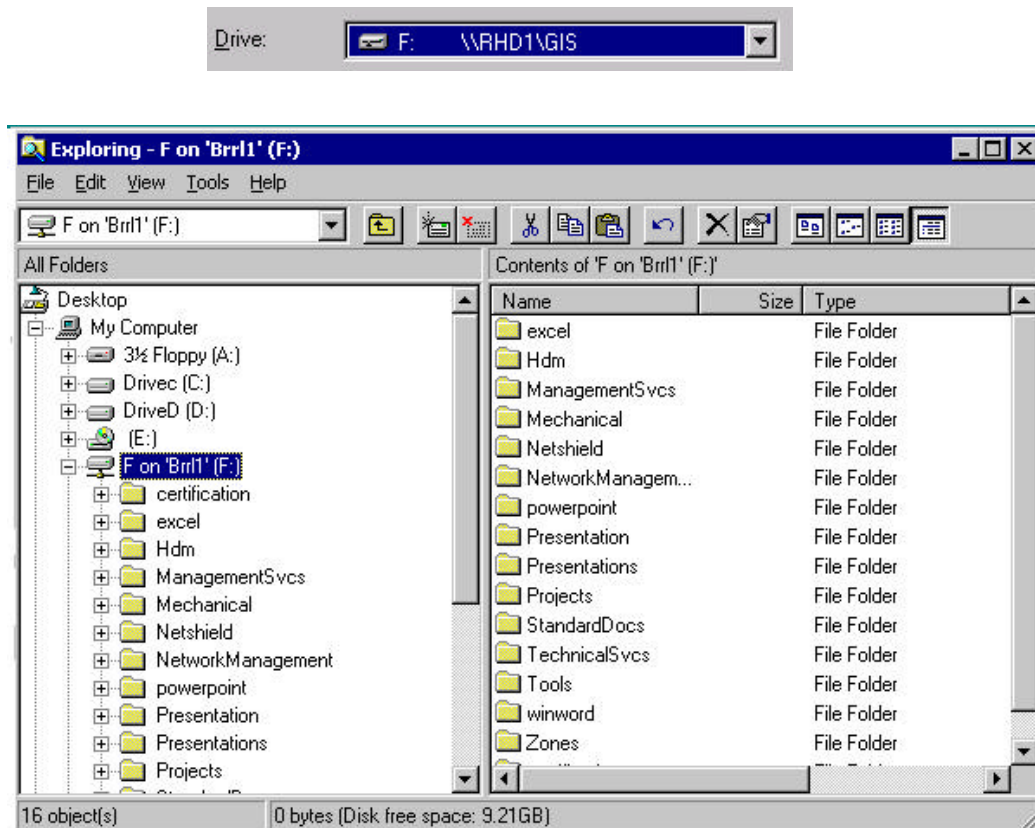 Drive: F: \\RHD1\GIS
Exploring - F on 'Brrl1' (F:)
File Edit View Tools Help
F on 'Brrl1' (F:)
All Folders
Contents of 'F on 'Brrl1' (F:)'
Desktop
My Computer
3½ Floppy (A:)
Drivec (C:)
DriveD (D:)
(E:)
F on 'Brrl1' (F:)
certification
excel
Hdm
ManagementSvcs
Mechanical
Netshield
NetworkManagement
powerpoint
Presentation
Presentations
Projects
Name Size Type
excel File Folder
Hdm File Folder
ManagementSvcs File Folder
Mechanical File Folder
Netshield File Folder
NetworkManagem... File Folder
powerpoint File Folder
Presentation File Folder
Presentations File Folder
Projects File Folder
StandardDocs File Folder
TechnicalSvcs File Folder
Tools File Folder
winword File Folder
Zones File Folder
16 object(s) 0 bytes (Disk free space: 9.21GB)